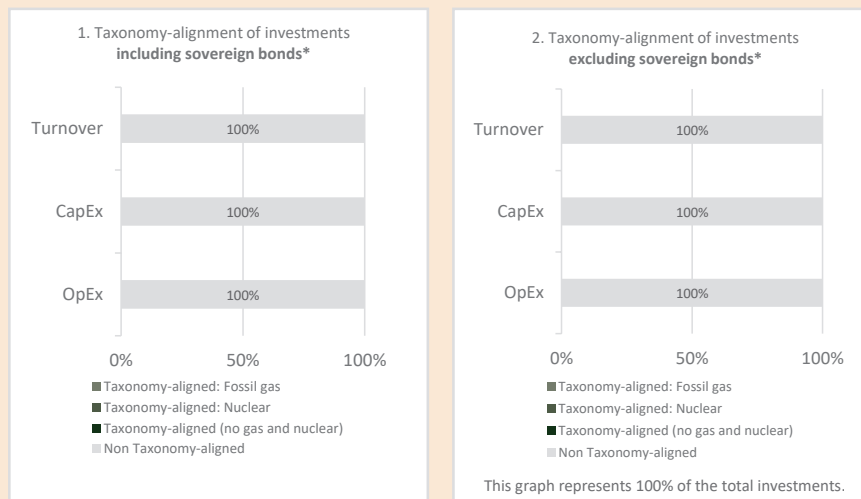 1. Taxonomy-alignment of investments
including sovereign bonds*
Turnover
100%
CapEx
100%
OpEx
100%
0%
50%
100%
Taxonomy-aligned: Fossil gas
Taxonomy-aligned: Nuclear
Taxonomy-aligned (no gas and nuclear)
Non Taxonomy-aligned
2. Taxonomy-alignment of investments
excluding sovereign bonds*
Turnover
100%
CapEx
100%
OpEx
100%
0%
50%
100%
Taxonomy-aligned: Fossil gas
Taxonomy-aligned: Nuclear
Taxonomy-aligned (no gas and nuclear)
Non Taxonomy-aligned
This graph represents 100% of the total investments.